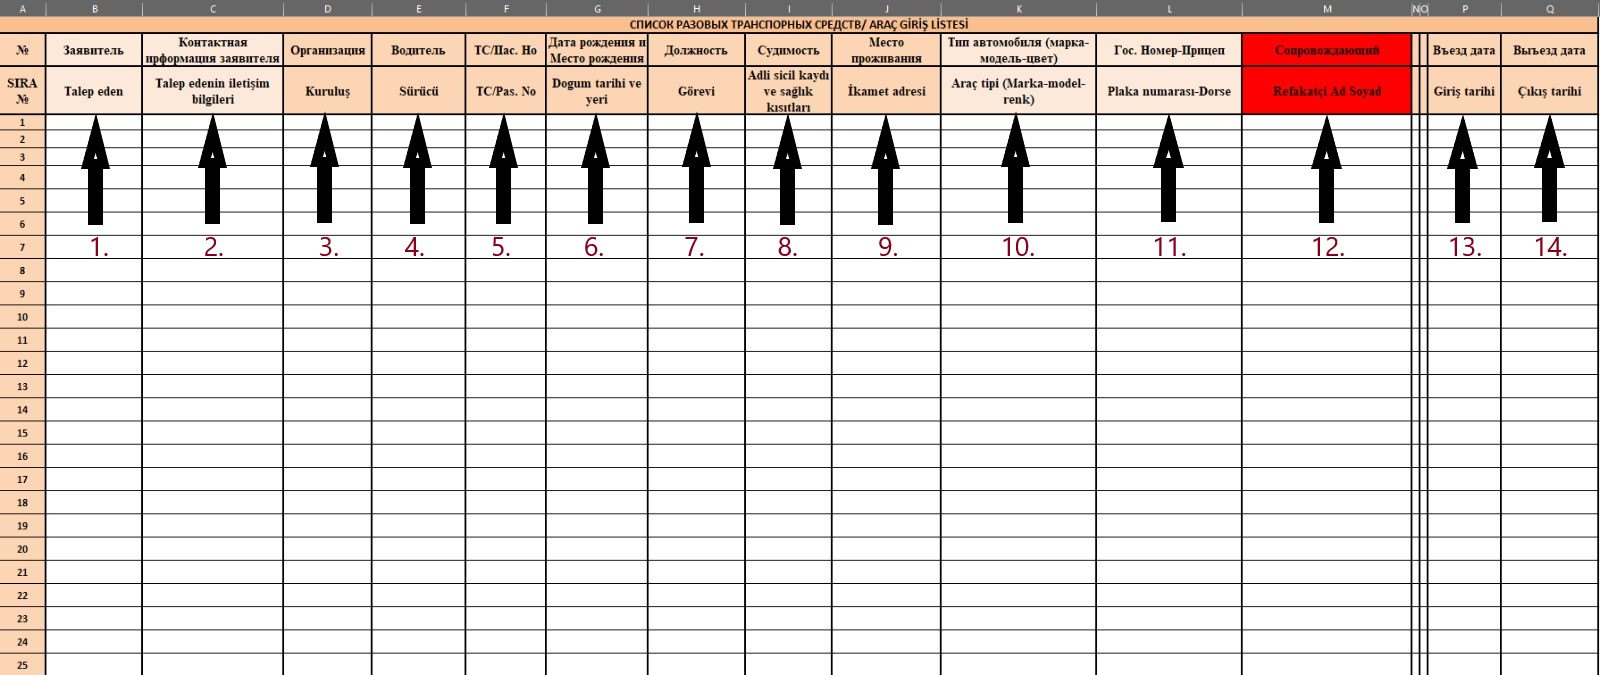 A B C D E F G H I J K L M N O P Q
СПИСОК РАЗОВЫХ ТРАНСПОРНЫХ СРЕДСТВ/ ARAÇ GİRİŞ LİSTESİ
№
Заявитель
Контактная
ирформация заявителя
Организация
Водитель
ТС/Пас. Но
Дата рождения и
Место рождения
Должность
Судимость
Место
проживания
Тип автомобиля (марка-
модель-цвет)
Гос. Номер-Прицеп
Сопровождающий
Въезд дата
Выъезд дата
SIRA
№
Talep eden
Talep edenin iletişim
bilgileri
Kuruluş
Sürücü
TC/Pas. No
Dogum tarihi ve
yeri
Görevi
Adli sicil kaydı
ve sağlık
kısıtları
İkamet adresi
Araç tipi (Marka-model-
renk)
Plaka numarası-Dorse
Refakatçi Ad Soyad
Giriş tarihi
Çıkış tarihi
1
2
3
4
5
6
7
1. 2. 3. 4. 5. 6. 7. 8. 9. 10. 11. 12. 13. 14.
8
9
10
11
12
13
14
15
16
17
18
19
20
21
22
23
24
25